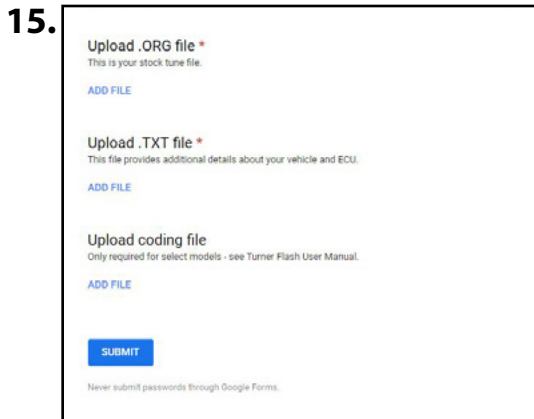 15.
Upload .ORG file *
This is your stock tune file.
ADD FILE
Upload .TXT file *
This file provides additional details about your vehicle and ECU.
ADD FILE
Upload coding file
Only required for select models - see Turner Flash User Manual.
ADD FILE
SUBMIT
Never submit passwords through Google Forms.